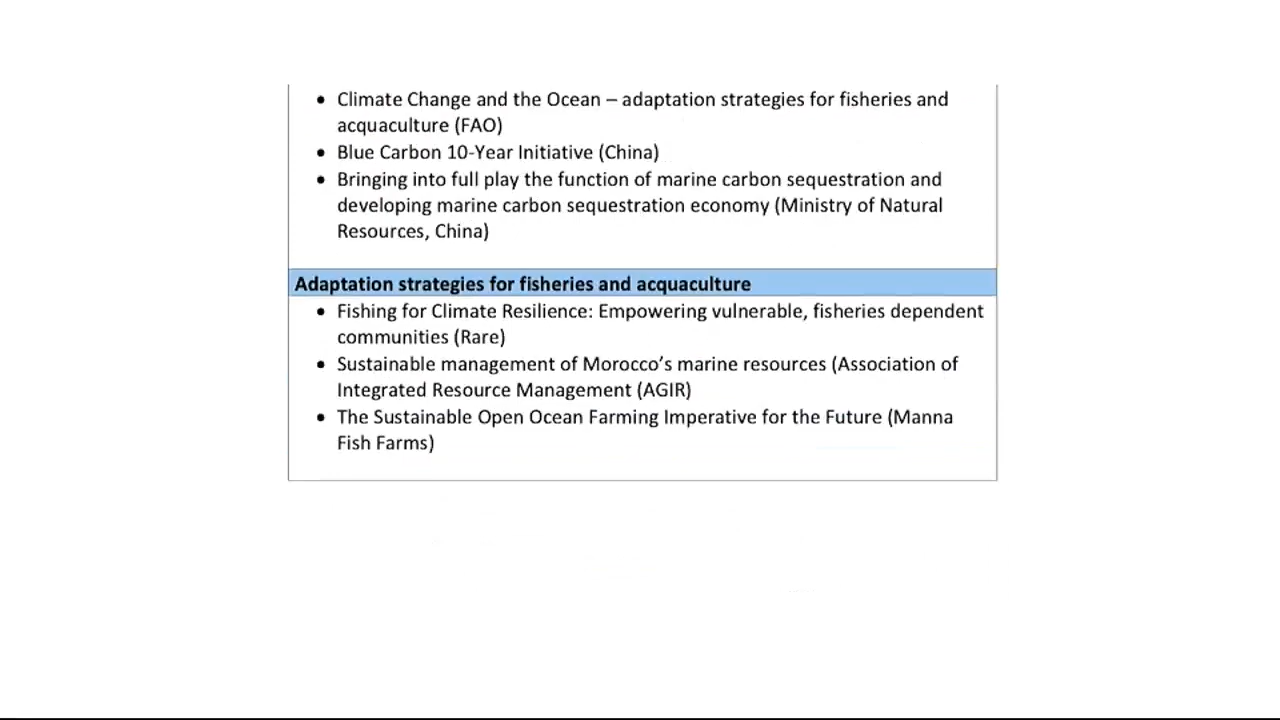 • Climate Change and the Ocean – adaptation strategies for fisheries and
acquaculture (FAO)
• Blue Carbon 10-Year Initiative (China)
• Bringing into full play the function of marine carbon sequestration and
developing marine carbon sequestration economy (Ministry of Natural
Resources, China)
Adaptation strategies for fisheries and acquaculture
• Fishing for Climate Resilience: Empowering vulnerable, fisheries dependent
communities (Rare)
• Sustainable management of Morocco’s marine resources (Association of
Integrated Resource Management (AGIR)
• The Sustainable Open Ocean Farming Imperative for the Future (Manna
Fish Farms)